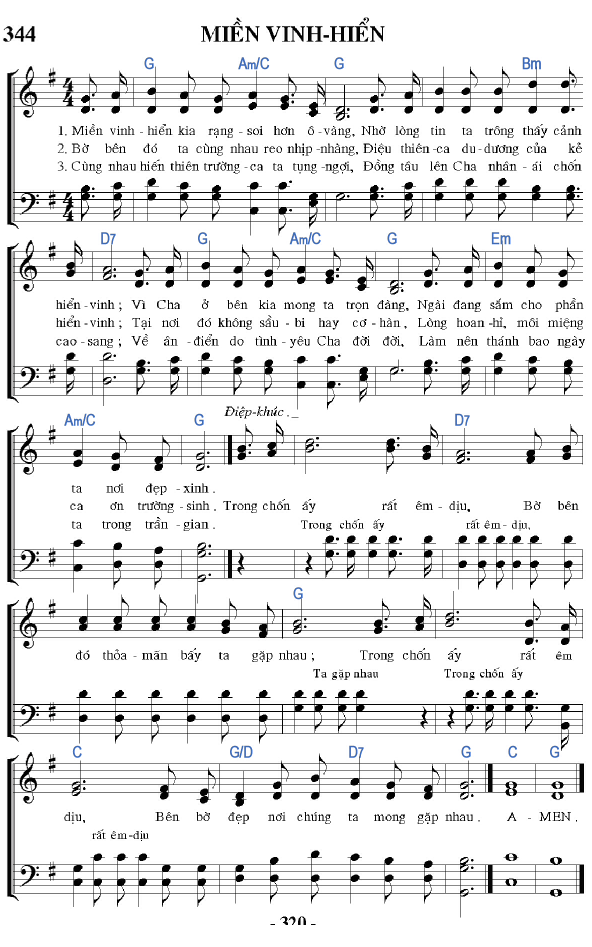 344 MIỀN VINH-HIỂN
G Am/C G Bm
1. Miền vinh-hiển kia rạng-soi hơn ô-vàng, Nhờ lòng tin ta trông thấy cảnh
2. Bờ bên đó ta cùng nhau reo nhịp-nhàng, Điệu thiên-ca du-dương của kẻ
3. Cùng nhau hiến thiên trường-ca ta tụng-ngợi, Đồng tấu lên Cha nhân-ái chốn
D7 G Am/C G Em
hiển-vinh; Vì Cha ở bên kia mong ta trọn đàng, Ngài đang sắm cho phần
hiển-vinh; Tại nơi đó không sầu-bi hay cơ-hàn, Lòng hoan-hỉ, môi miệng
cao-sang; Về ân-điển do tình-yêu Cha đời đời, Làm nên thánh bao ngày
Điệp-khúc._
Am/C G D7
ta nơi đẹp-xinh.
ca ơn trường-sinh. Trong chốn ấy rất êm-dịu, Bờ bên
ta trong trần-gian. Trong chốn ấy rất êm-dịu,
G
đó thỏa-mãn bấy ta gặp nhau; Trong chốn ấy rất êm
Ta gặp nhau Trong chốn ấy
C G/D D7 G C G
dịu, Bên bờ đẹp nơi chúng ta mong gặp nhau. A-MEN.
rất êm-dịu
- 320 -